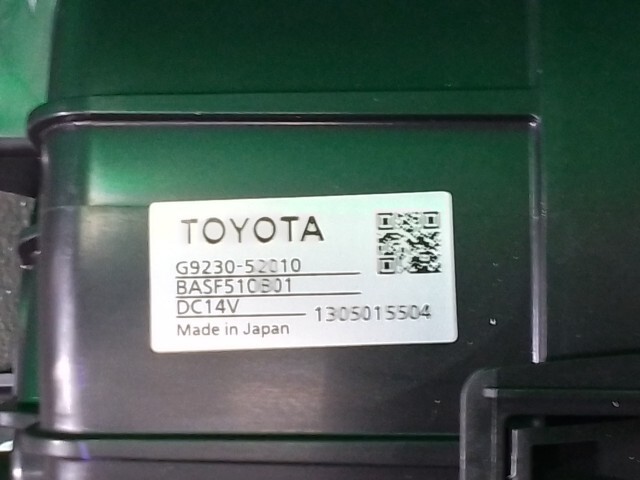 TOYOTA
G9230-52010
BASF510B01
DC14V
1305015504
Made in Japan